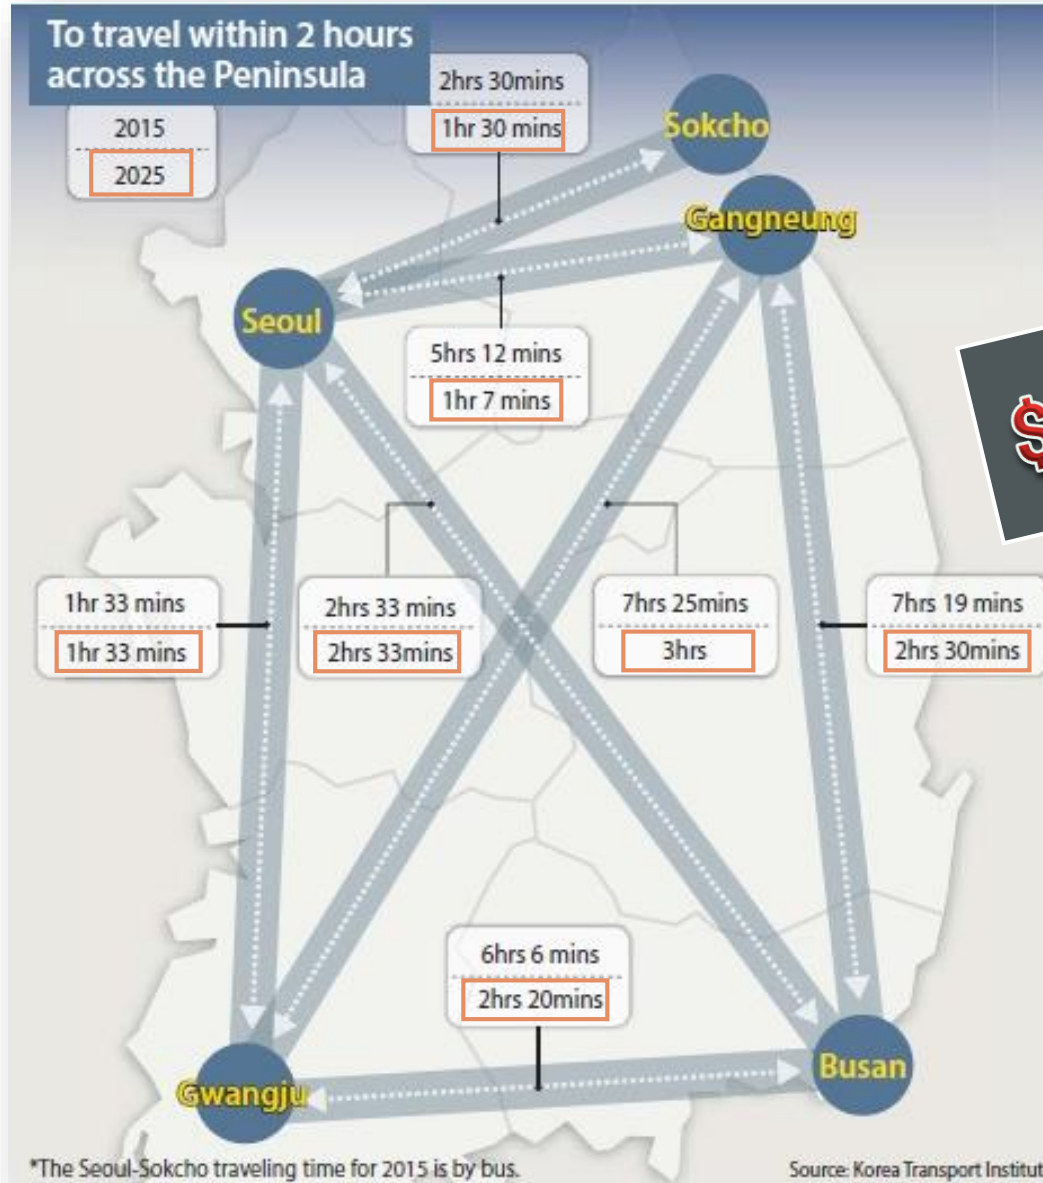 To travel within 2 hours
across the Peninsula
2015
2025
2hrs 30mins
1hr 30 mins
Sokcho
Gangneung
Seoul
5hrs 12 mins
1hr 7 mins
1hr 33 mins
1hr 33 mins
2hrs 33 mins
2hrs 33mins
7hrs 25mins
3hrs
7hrs 19 mins
2hrs 30mins
6hrs 6 mins
2hrs 20mins
Gwangju
Busan
*The Seoul-Sokcho traveling time for 2015 is by bus.
Source: Korea Transport Institut
$